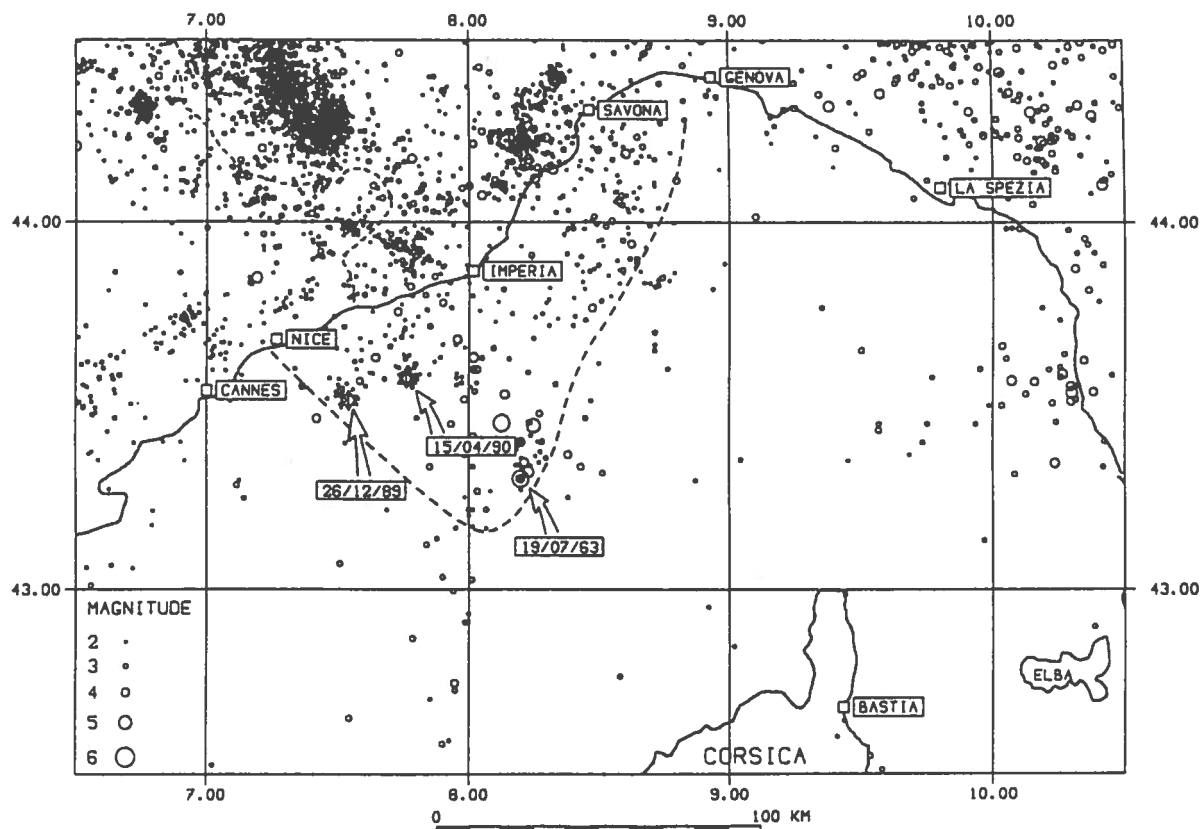 7.00 8.00 9.00 10.00
GENOVA
SAVONA
LA SPEZIA
44.00 44.00
IMPERIA
NICE
CANNES
15/04/90
26/12/89
19/07/63
43.00 43.00
MAGNITUDE
2
3
4
5
6
ELBA
BASTIA
CORSICA
7.00 8.00 9.00 10.00
0 100 KM